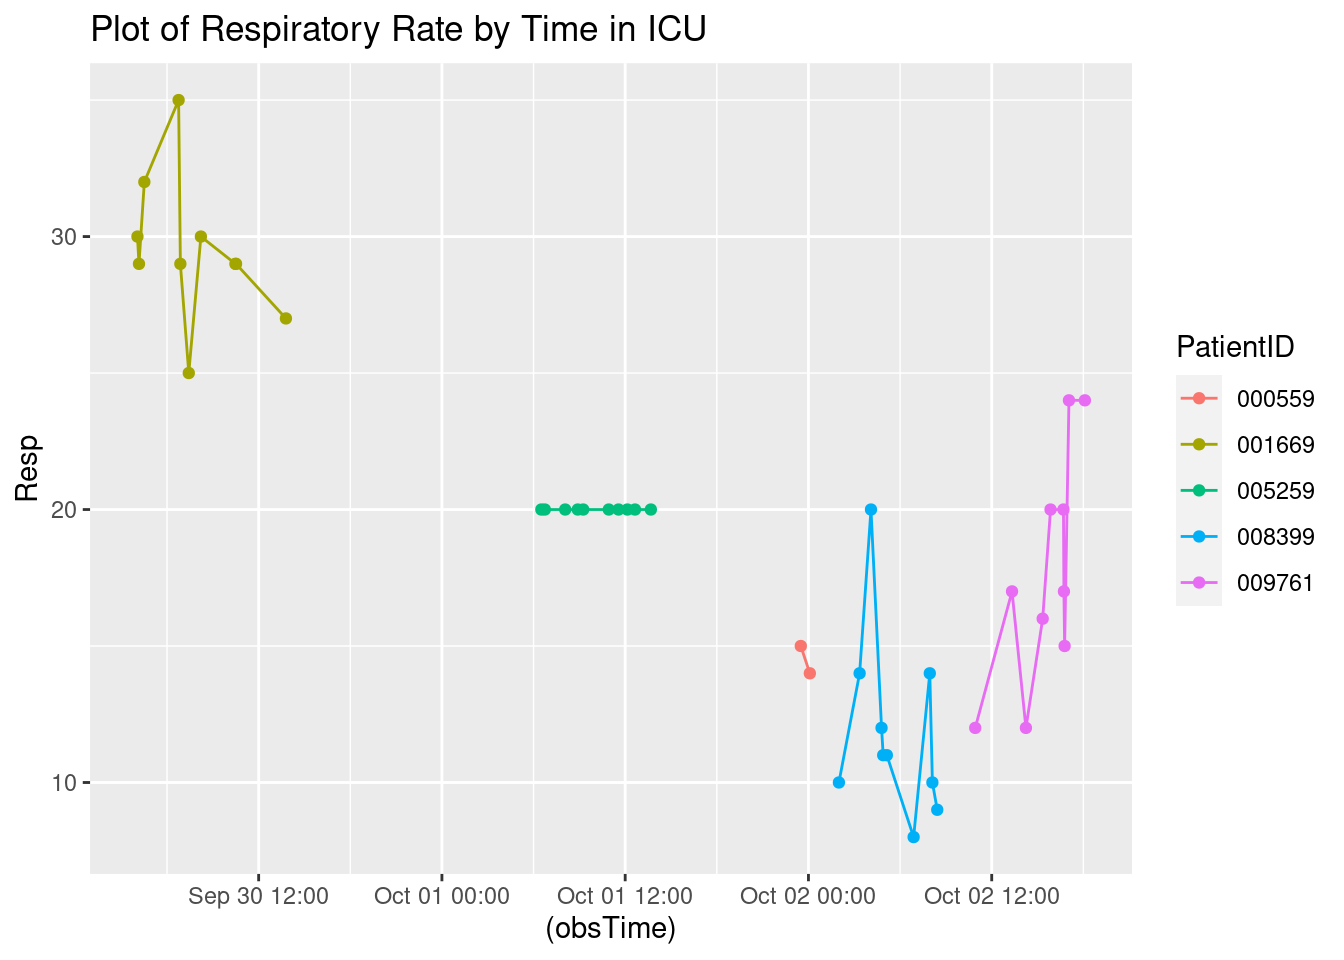 Plot of Respiratory Rate by Time in ICU
Resp
30
20
10
Sep 30 12:00
Oct 01 00:00
Oct 01 12:00
Oct 02 00:00
Oct 02 12:00
(obsTime)
PatientID
000559
001669
005259
008399
009761